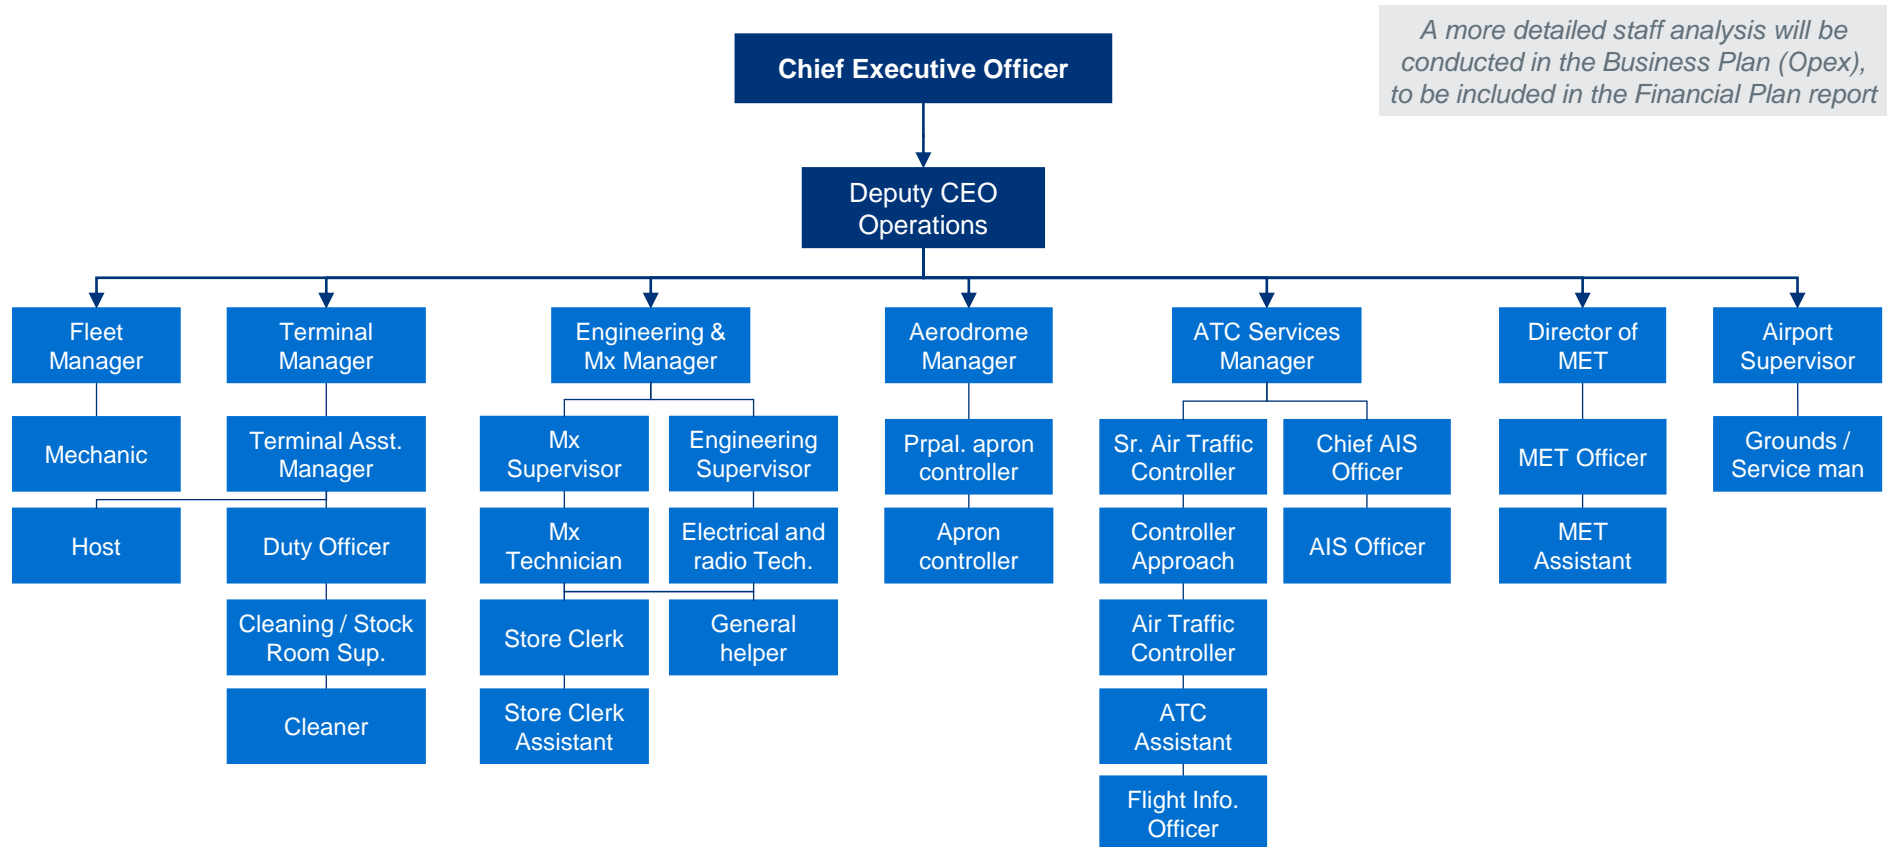 A more detailed staff analysis will be
conducted in the Business Plan (Opex),
to be included in the Financial Plan report
Chief Executive Officer
Deputy CEO
Operations
Fleet
Manager
Terminal
Manager
Engineering &
Mx Manager
Aerodrome
Manager
ATC Services
Manager
Director of
MET
Airport
Supervisor
Mechanic
Terminal Asst.
Manager
Mx
Supervisor
Engineering
Supervisor
Prpal. apron
controller
Sr. Air Traffic
Controller
Chief AIS
Officer
MET Officer
Grounds /
Service man
Host
Duty Officer
Mx
Technician
Electrical and
radio Tech.
Apron
controller
Controller
Approach
AIS Officer
MET
Assistant
Cleaning / Stock
Room Sup.
Store Clerk
General
helper
Air Traffic
Controller
Cleaner
Store Clerk
Assistant
ATC
Assistant
Flight Info.
Officer